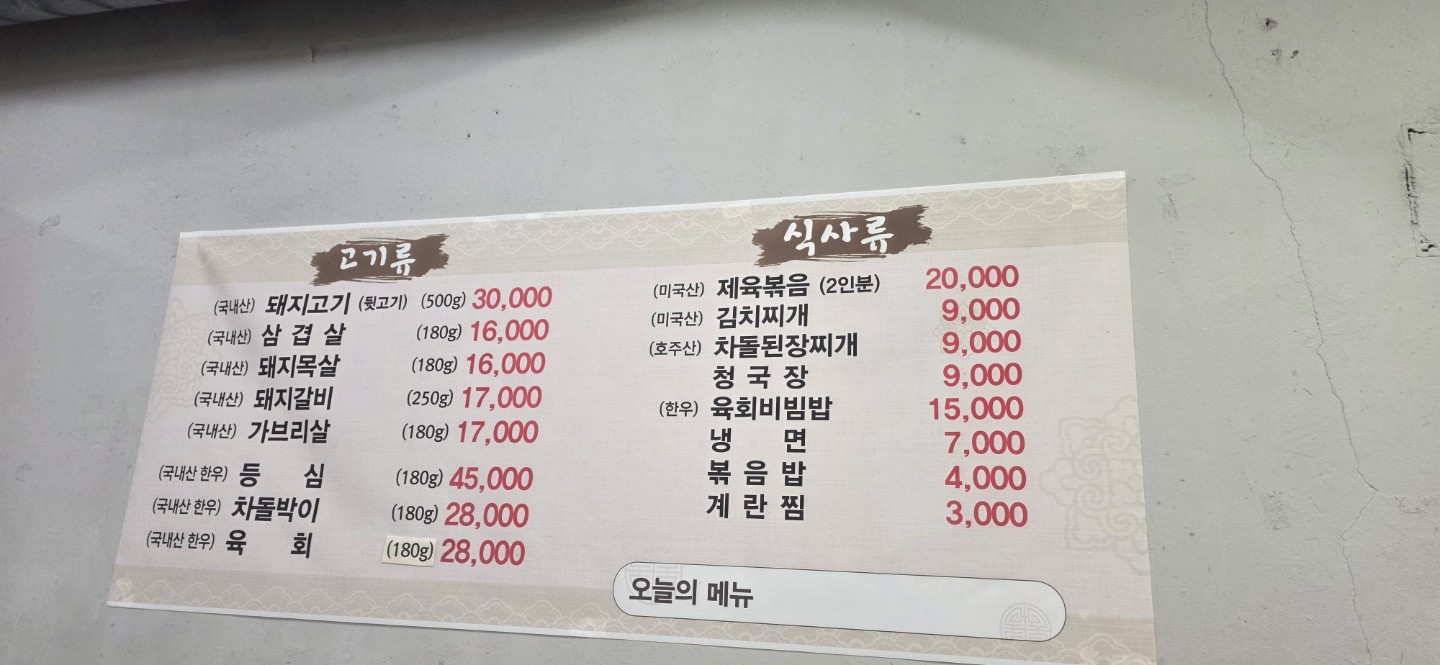 고기류
(국내산) 돼지고기 (뒷고기) (500g) 30,000
(국내산) 삼 겹 살 (180g) 16,000
(국내산) 돼지목살 (180g) 16,000
(국내산) 돼지갈비 (250g) 17,000
(국내산) 가브리살 (180g) 17,000
(국내산 한우) 등 심 (180g) 45,000
(국내산 한우) 차돌박이 (180g) 28,000
(국내산 한우) 육 회 (180g) 28,000
식사류
(미국산) 제육볶음 (2인분) 20,000
(미국산) 김치찌개 9,000
(호주산) 차돌된장찌개 9,000
청 국 장 9,000
(한우) 육회비빔밥 15,000
냉 면 7,000
볶 음 밥 4,000
계 란 찜 3,000
오늘의 메뉴